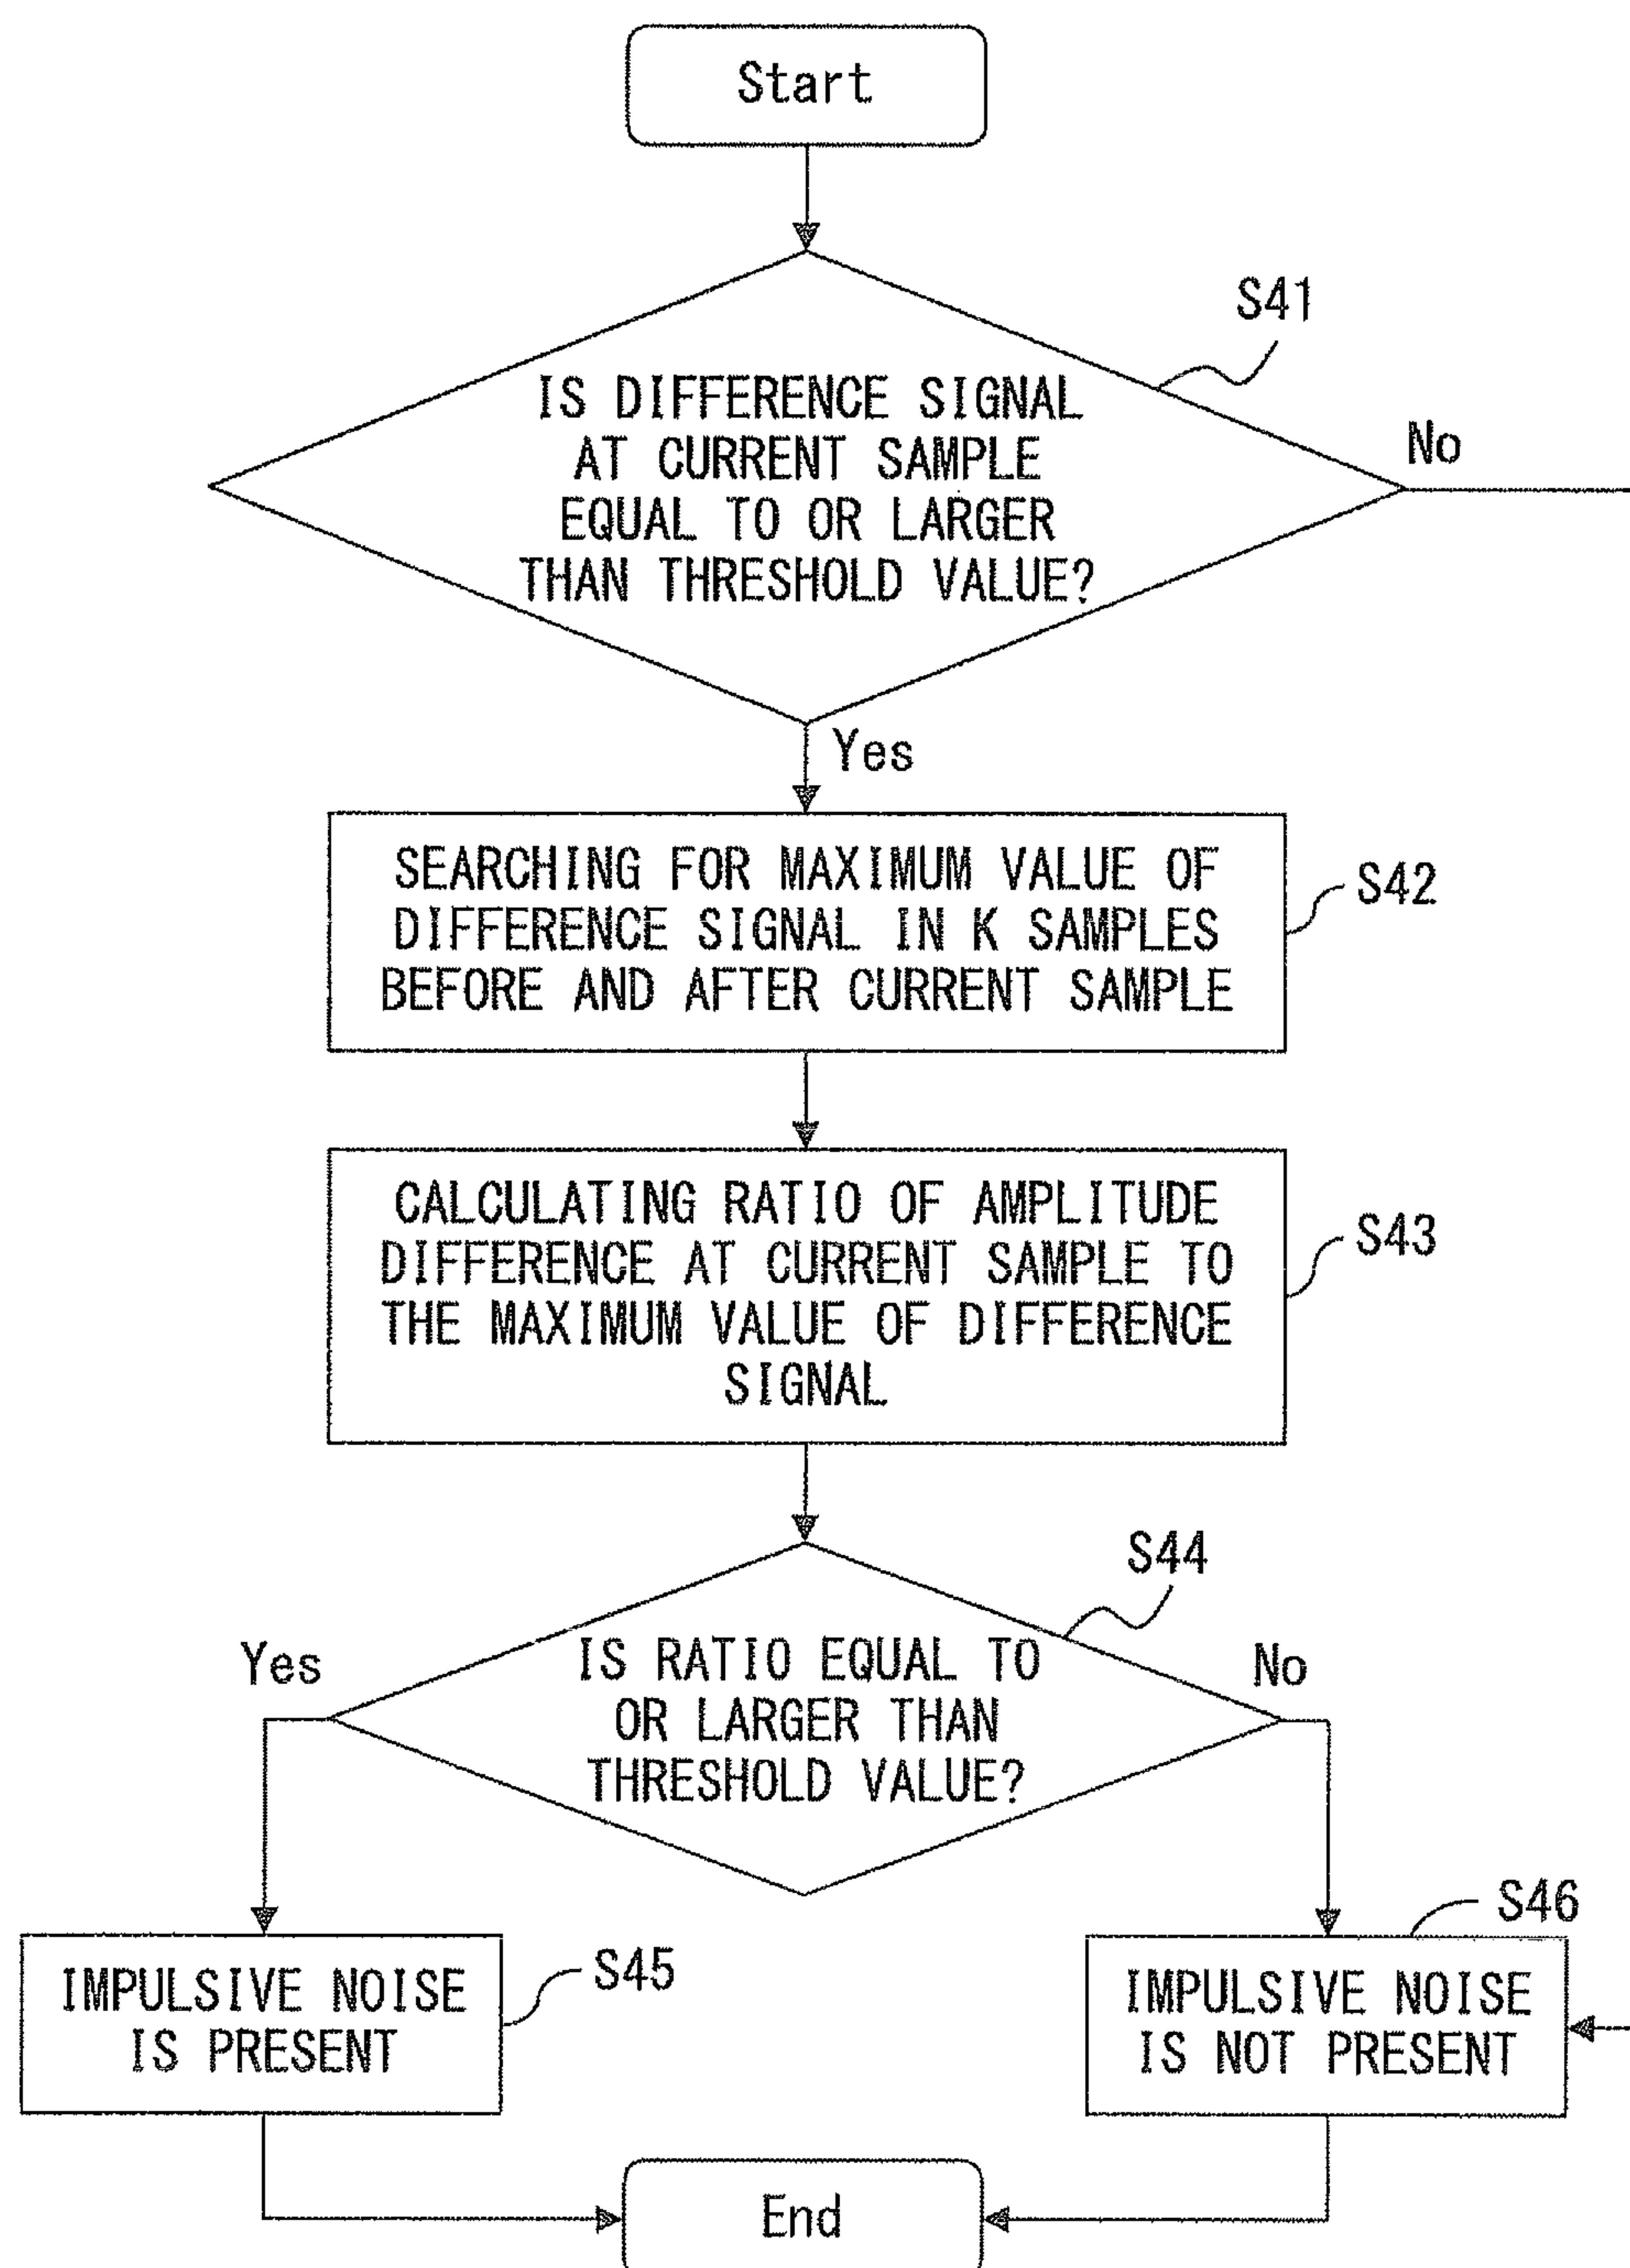 Start
S41
IS DIFFERENCE SIGNAL
AT CURRENT SAMPLE
EQUAL TO OR LARGER
THAN THRESHOLD VALUE?
No
Yes
SEARCHING FOR MAXIMUM VALUE OF
DIFFERENCE SIGNAL IN K SAMPLES
BEFORE AND AFTER CURRENT SAMPLE
S42
CALCULATING RATIO OF AMPLITUDE
DIFFERENCE AT CURRENT SAMPLE TO
THE MAXIMUM VALUE OF DIFFERENCE
SIGNAL
S43
S44
Yes
IS RATIO EQUAL TO
OR LARGER THAN
THRESHOLD VALUE?
No
IMPULSIVE NOISE
IS PRESENT
S45
S46
IMPULSIVE NOISE
IS NOT PRESENT
End